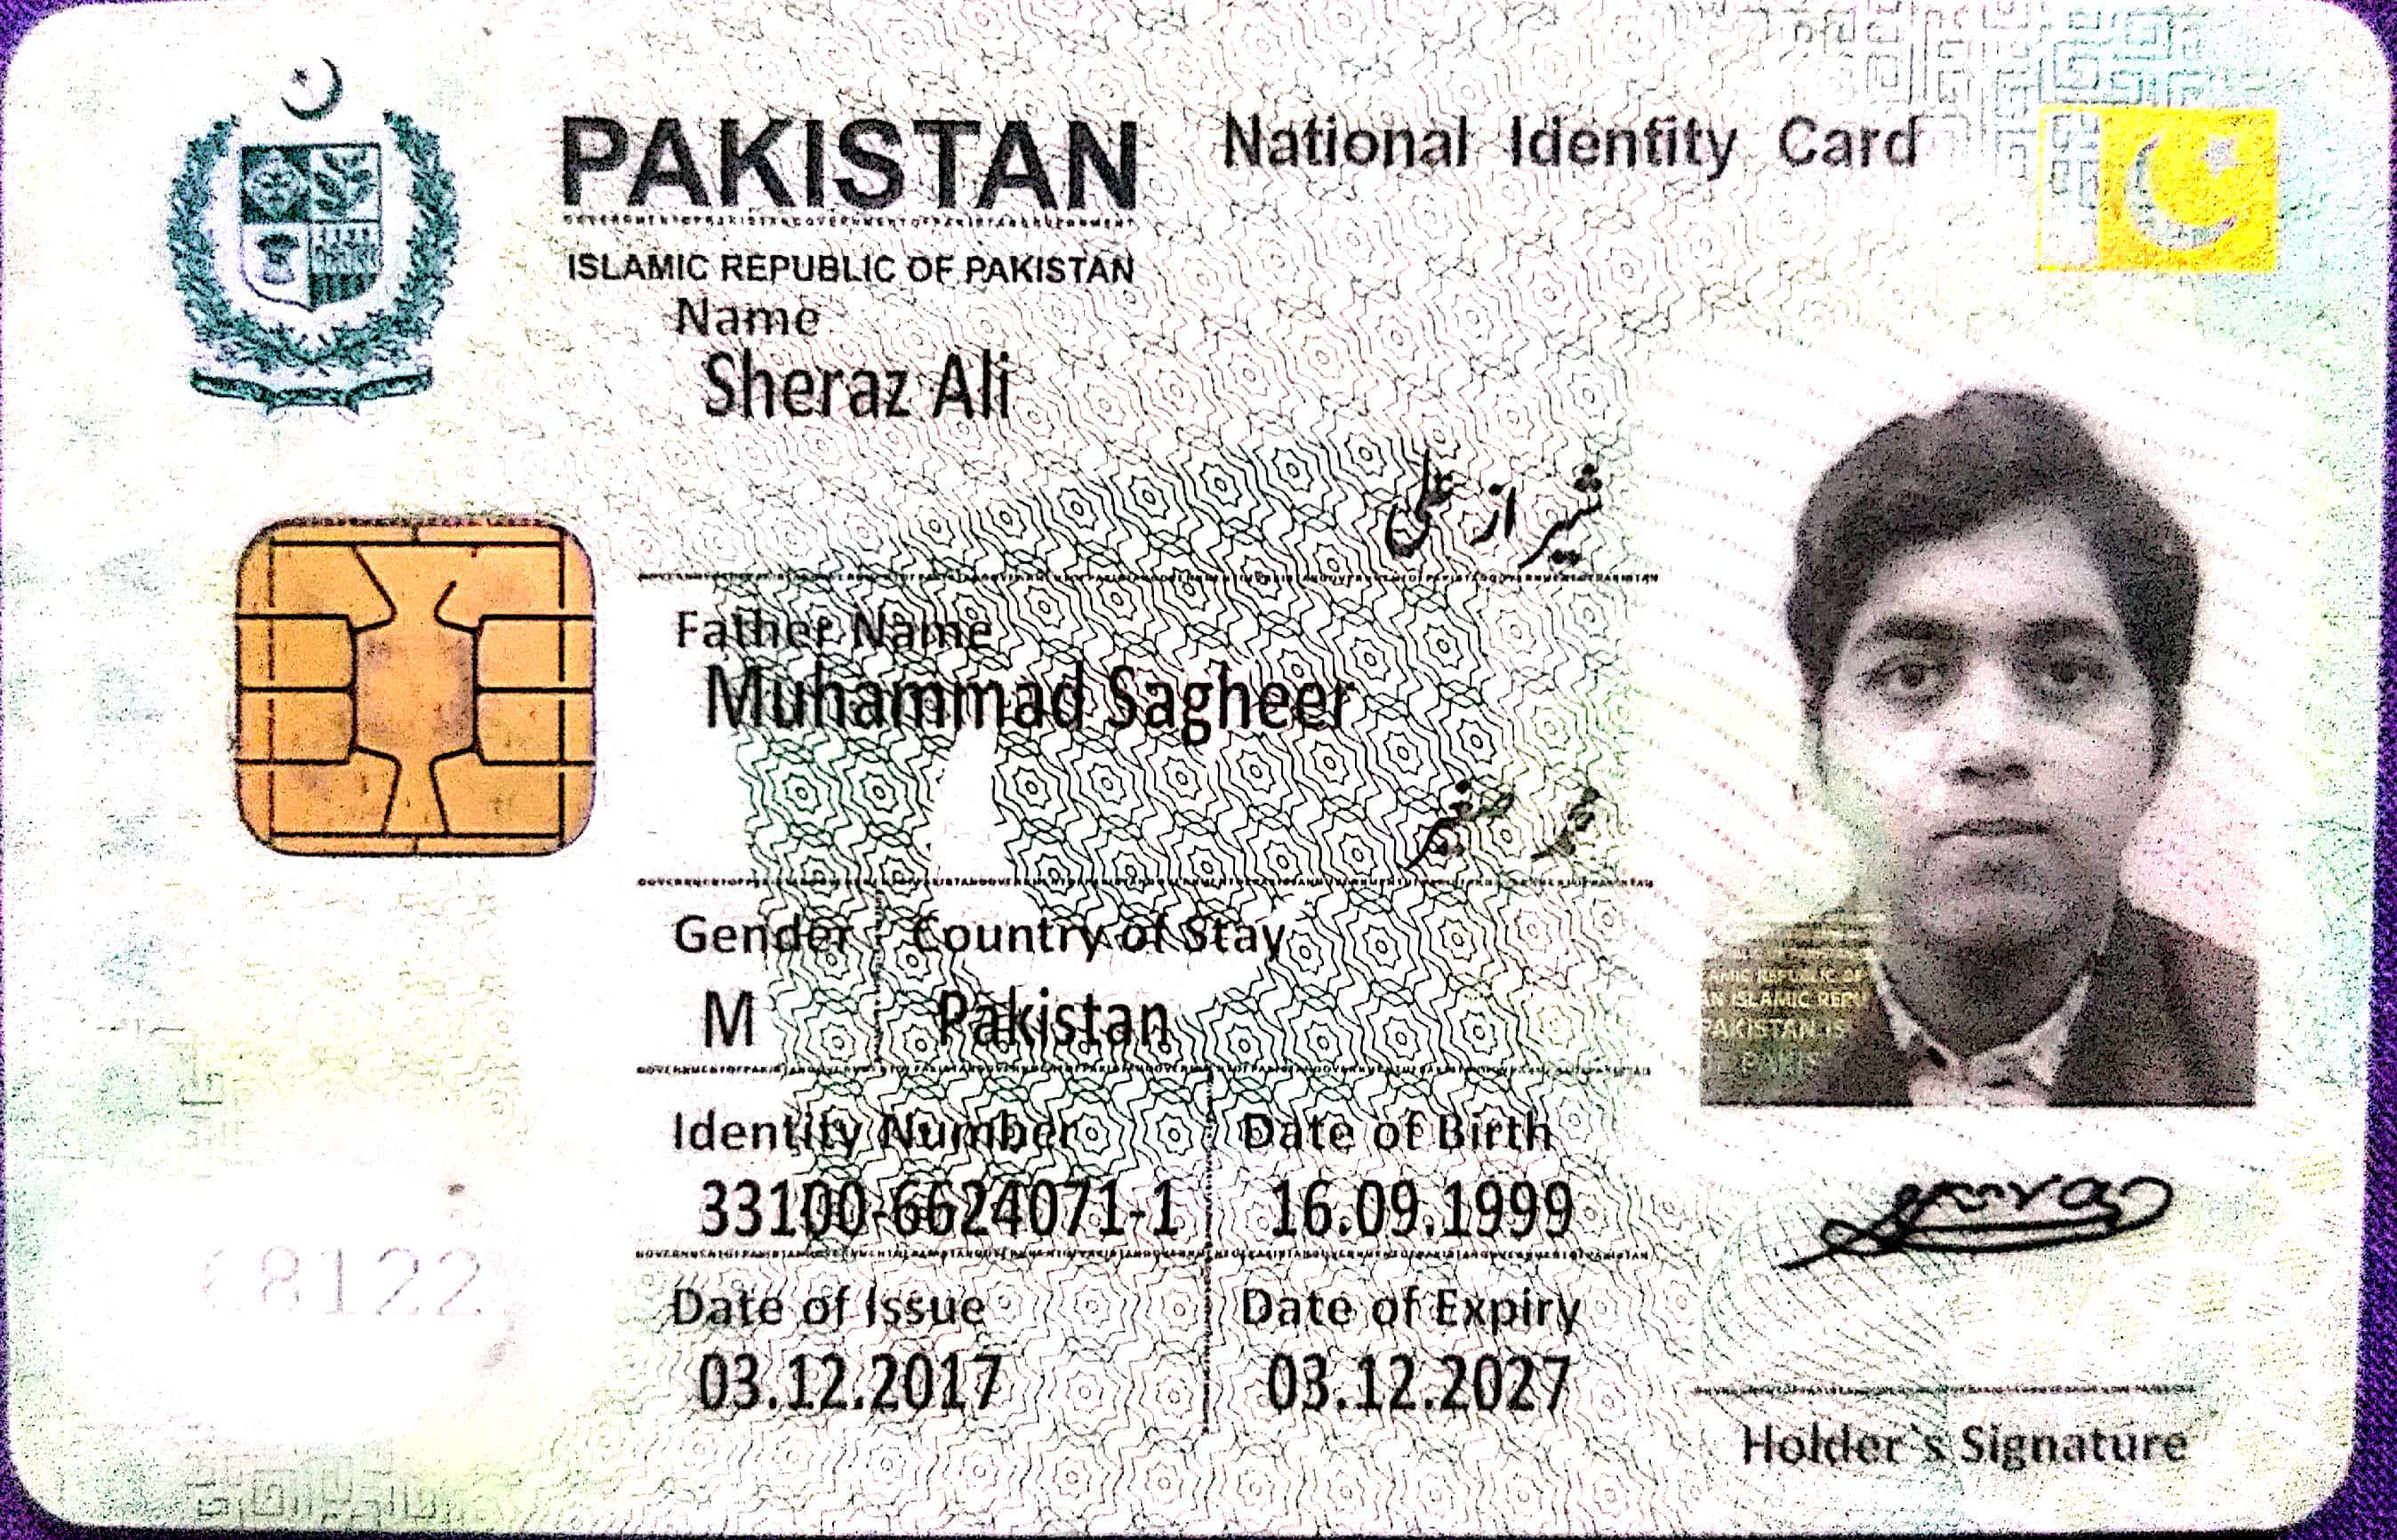 PAKISTAN National Identity Card
ISLAMIC REPUBLIC OF PAKISTAN
Name
Sheraz Ali
شیراز علی
Father Name
Muhammad Sagheer
محمد صغیر
Gender Country of Stay
M Pakistan
Identity Number Date of Birth
33100-6624071-1 16.09.1999
Date of Issue Date of Expiry
03.12.2017 03.12.2027
Holder's Signature
8122